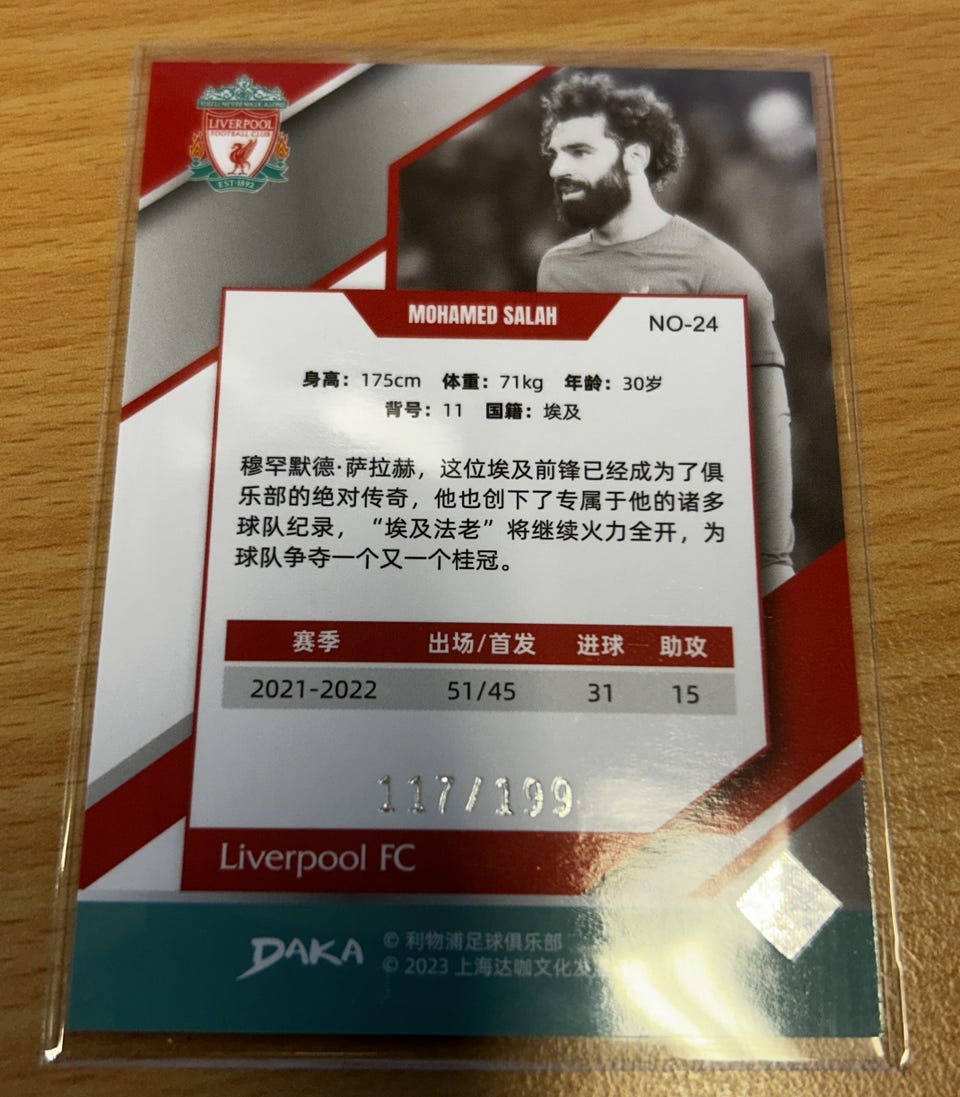 YOU'LL NEVER WALK ALONE
LIVERPOOL
FOOTBALL CLUB
EST·1892
MOHAMED SALAH
NO-24
身高：175cm 体重：71kg 年龄：30岁
背号：11 国籍：埃及
穆罕默德·萨拉赫，这位埃及前锋已经成为了俱
乐部的绝对传奇，他也创下了专属于他的诸多
球队纪录，“埃及法老”将继续火力全开，为
球队争夺一个又一个桂冠。
赛季 出场/首发 进球 助攻
2021-2022 51/45 31 15
117/199
Liverpool FC
DAKA
© 利物浦足球俱乐部
© 2023 上海达咖文化发